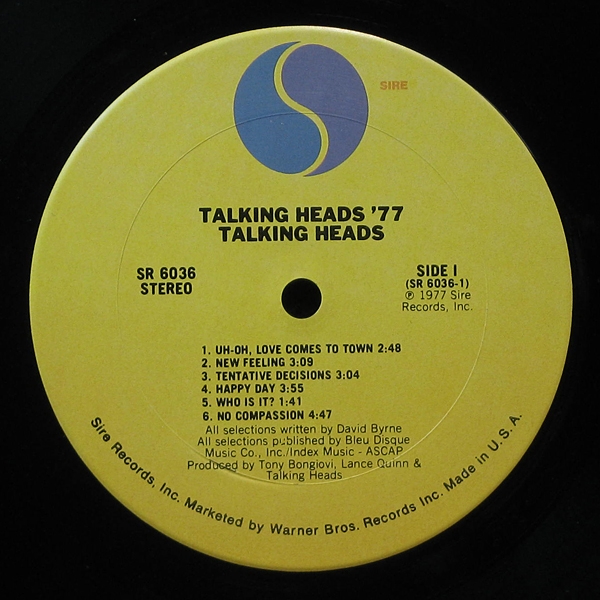 SIRE
TALKING HEADS '77
TALKING HEADS
SR 6036
STEREO
SIDE I
(SR 6036-1)
℗ 1977 Sire
Records, Inc.
1. UH-OH, LOVE COMES TO TOWN 2:48
2. NEW FEELING 3:09
3. TENTATIVE DECISIONS 3:04
4. HAPPY DAY 3:55
5. WHO IS IT? 1:41
6. NO COMPASSION 4:47
All selections written by David Byrne
All selections published by Bleu Disque
Music Co., Inc./Index Music - ASCAP
Produced by Tony Bongiovi, Lance Quinn &
Talking Heads
Sire Records, Inc. Marketed by Warner Bros. Records Inc. Made in U.S.A.